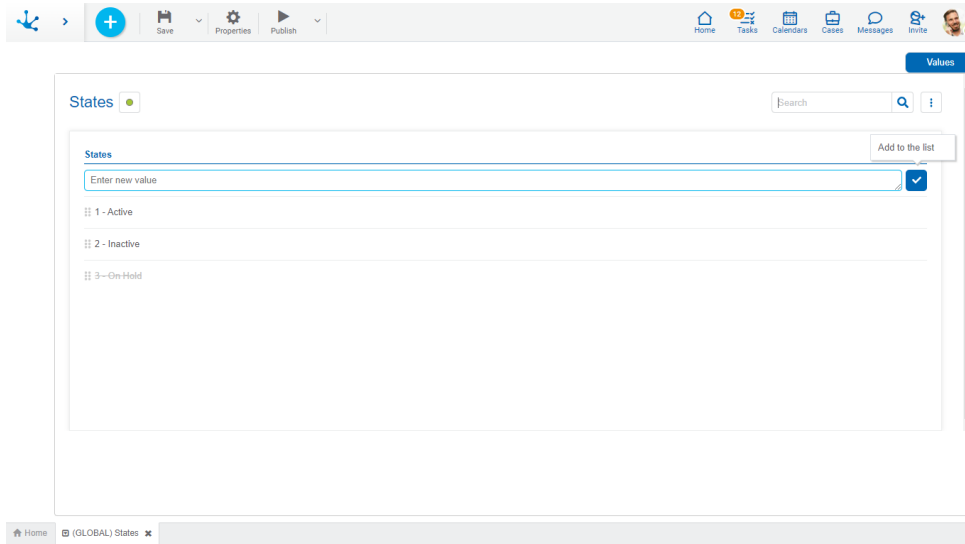 Save
Properties
Publish
Home
12
Tasks
Calendars
Cases
Messages
Invite
Values
States
Search
Add to the list
States
Enter new value
1 - Active
2 - Inactive
3 - On Hold
Home
(GLOBAL) States